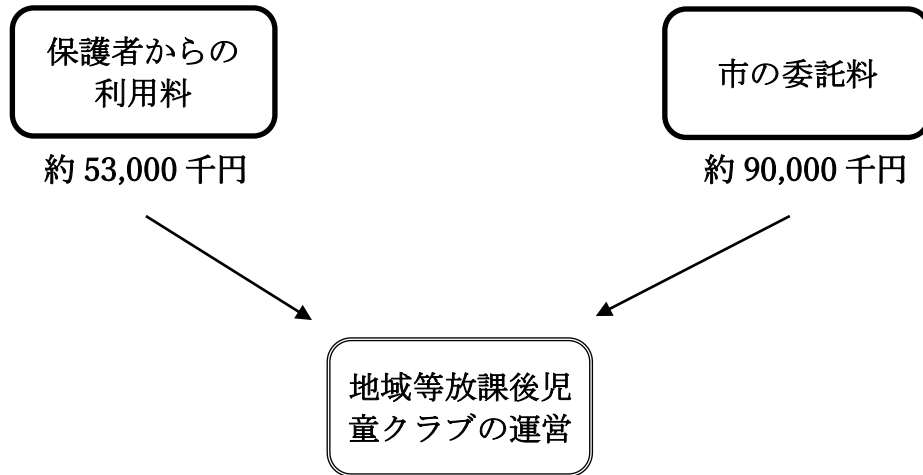 保護者からの
利用料
市の委託料
約 53,000 千円
約 90,000 千円
地域等放課後児
童クラブの運営